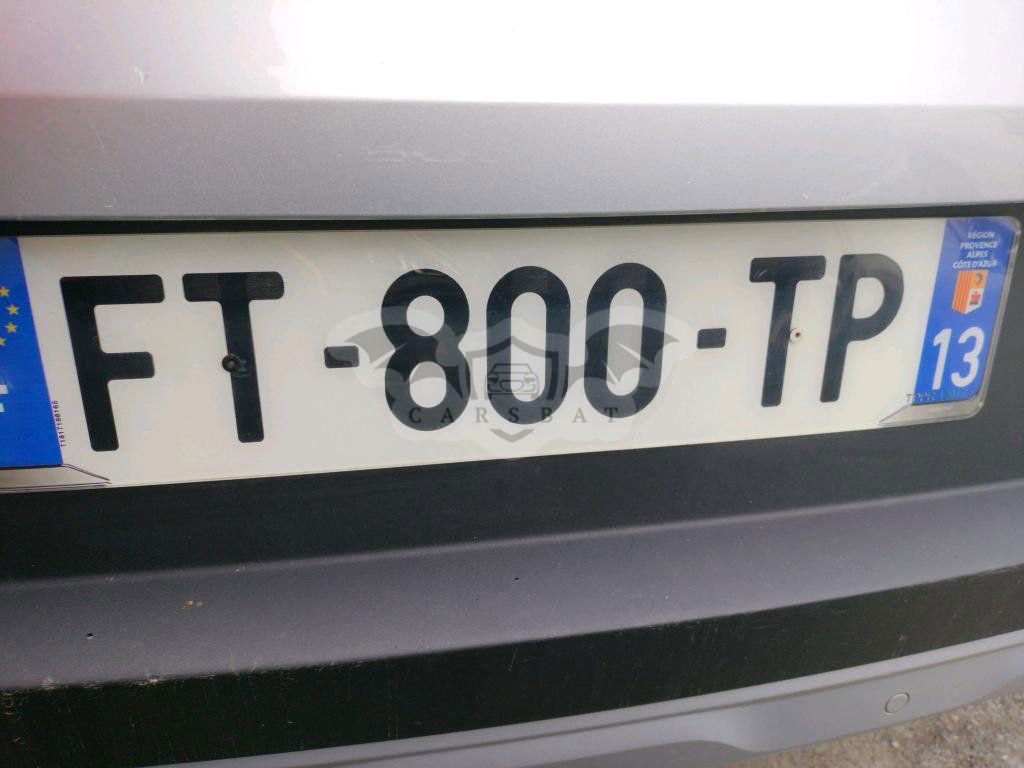 FT-800-TP
RÉGION
PROVENCE
ALPES
CÔTE D'AZUR
13
CARSBAT